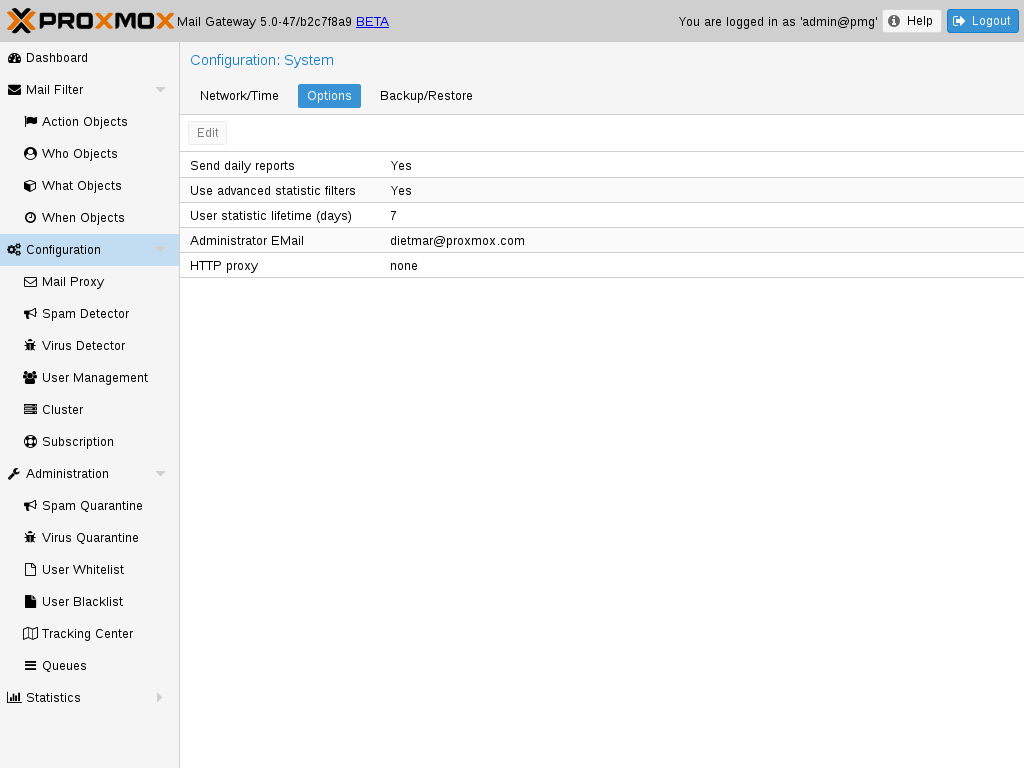 PROXMOX Mail Gateway 5.0-47/b2c7f8a9 BETA You are logged in as 'admin@pmg' Help Logout
Dashboard
Mail Filter
Action Objects
Who Objects
What Objects
When Objects
Configuration
Mail Proxy
Spam Detector
Virus Detector
User Management
Cluster
Subscription
Administration
Spam Quarantine
Virus Quarantine
User Whitelist
User Blacklist
Tracking Center
Queues
Statistics
Configuration: System
Network/Time Options Backup/Restore
Edit
Send daily reports Yes
Use advanced statistic filters Yes
User statistic lifetime (days) 7
Administrator EMail dietmar@proxmox.com
HTTP proxy none